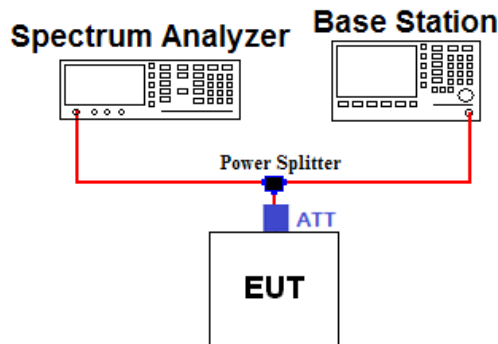 Spectrum Analyzer
Base Station
Power Splitter
ATT
EUT